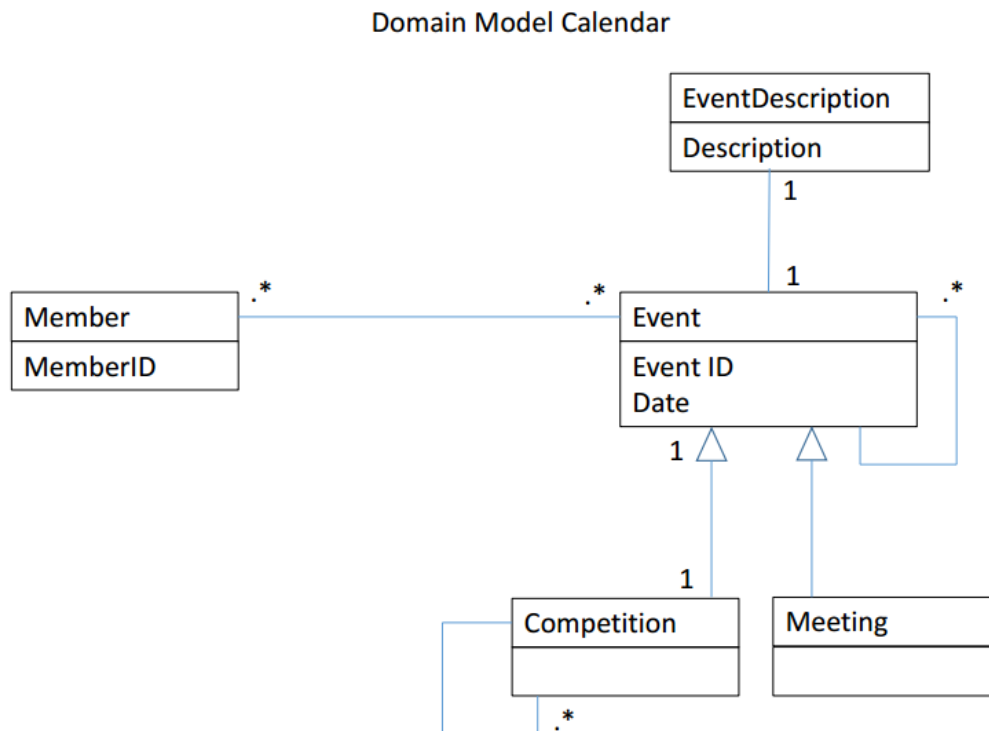 Domain Model Calendar
EventDescription
Description
1
1
.*
.*
.*
Member
MemberID
Event
Event ID
Date
1
1
Competition
Meeting
.*